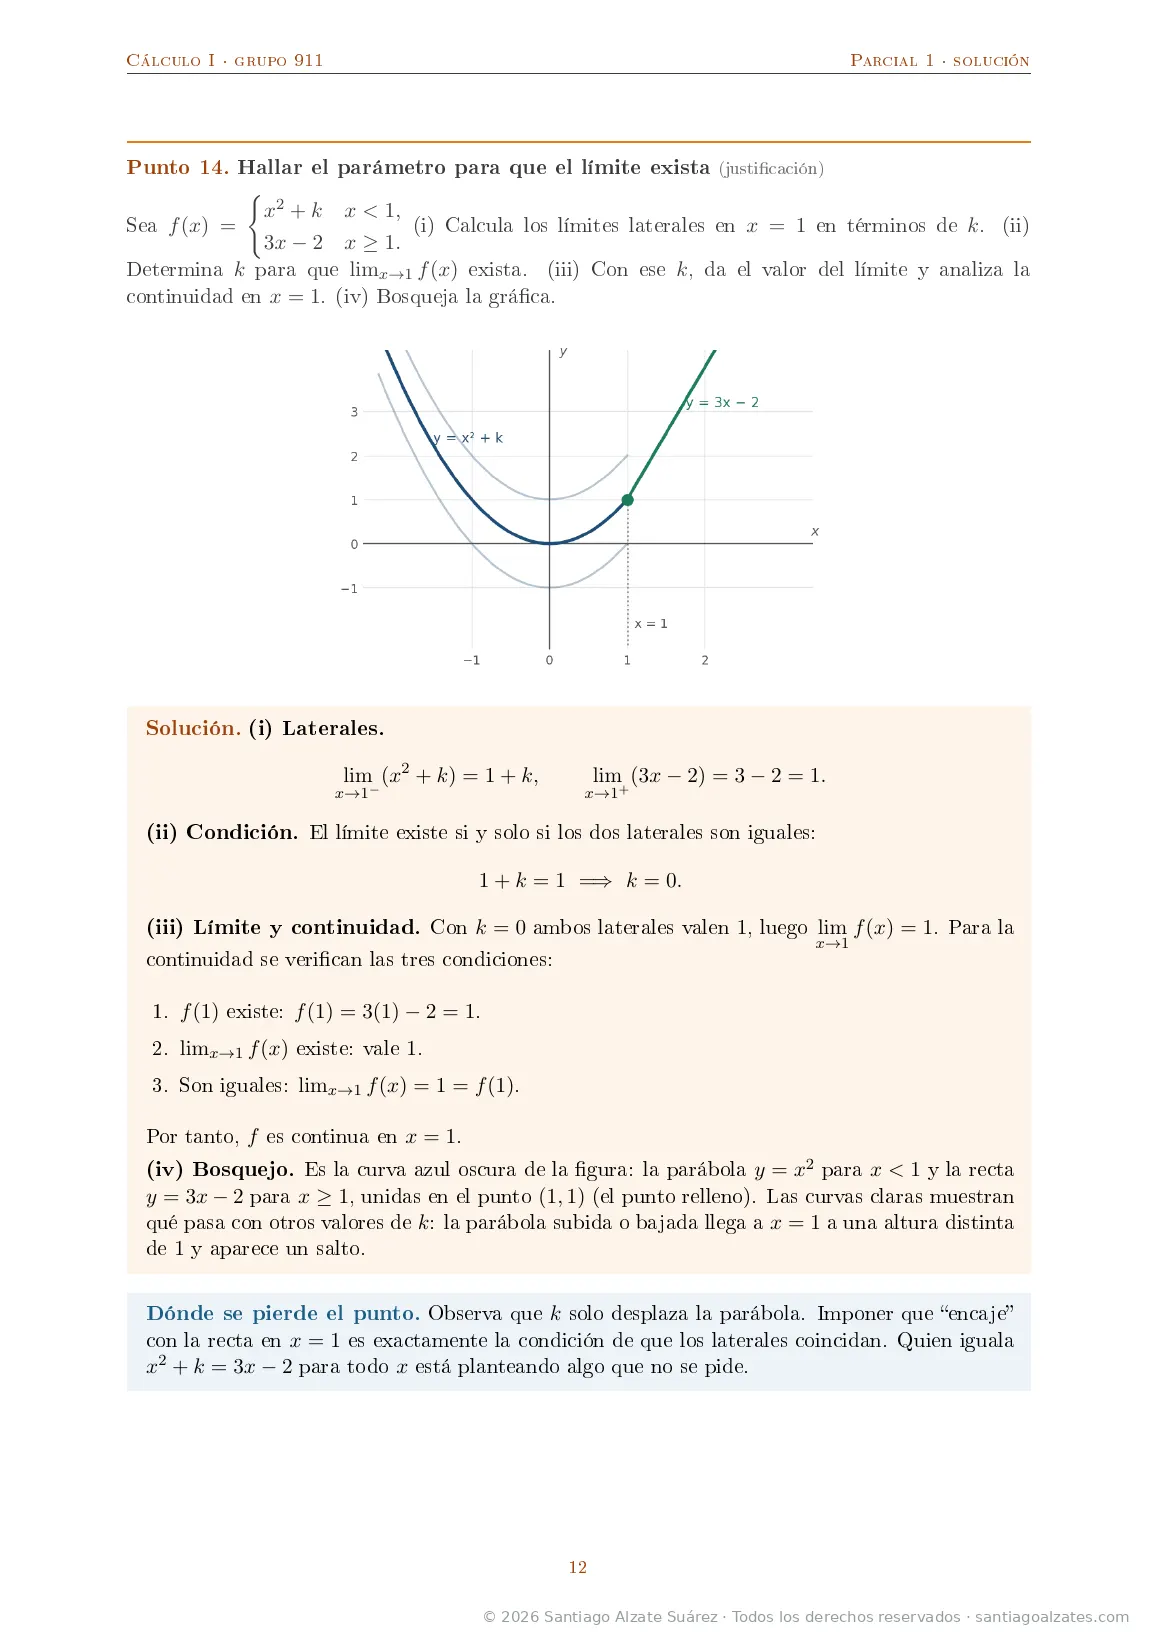 Cálculo I · grupo 911
Parcial 1 · solución
Punto 14. Hallar el parámetro para que el límite exista (justificación)
Sea f(x) = { x² + k x < 1, 3x − 2 x ≥ 1. (i) Calcula los límites laterales en x = 1 en términos de k. (ii)
Determina k para que lim_{x→1} f(x) exista. (iii) Con ese k, da el valor del límite y analiza la
continuidad en x = 1. (iv) Bosqueja la gráfica.
y
y = 3x − 2
3
y = x² + k
2
1
x
0
−1
x = 1
−1 0 1 2
Solución. (i) Laterales.
lim_{x→1⁻} (x² + k) = 1 + k, lim_{x→1⁺} (3x − 2) = 3 − 2 = 1.
(ii) Condición. El límite existe si y solo si los dos laterales son iguales:
1 + k = 1 ⟹ k = 0.
(iii) Límite y continuidad. Con k = 0 ambos laterales valen 1, luego lim_{x→1} f(x) = 1. Para la
continuidad se verifican las tres condiciones:
1. f(1) existe: f(1) = 3(1) − 2 = 1.
2. lim_{x→1} f(x) existe: vale 1.
3. Son iguales: lim_{x→1} f(x) = 1 = f(1).
Por tanto, f es continua en x = 1.
(iv) Bosquejo. Es la curva azul oscura de la figura: la parábola y = x² para x < 1 y la recta
y = 3x − 2 para x ≥ 1, unidas en el punto (1, 1) (el punto relleno). Las curvas claras muestran
qué pasa con otros valores de k: la parábola subida o bajada llega a x = 1 a una altura distinta
de 1 y aparece un salto.
Dónde se pierde el punto. Observa que k solo desplaza la parábola. Imponer que “encaje”
con la recta en x = 1 es exactamente la condición de que los laterales coincidan. Quien iguala
x² + k = 3x − 2 para todo x está planteando algo que no se pide.
12
© 2026 Santiago Alzate Suárez · Todos los derechos reservados · santiagoalzates.com